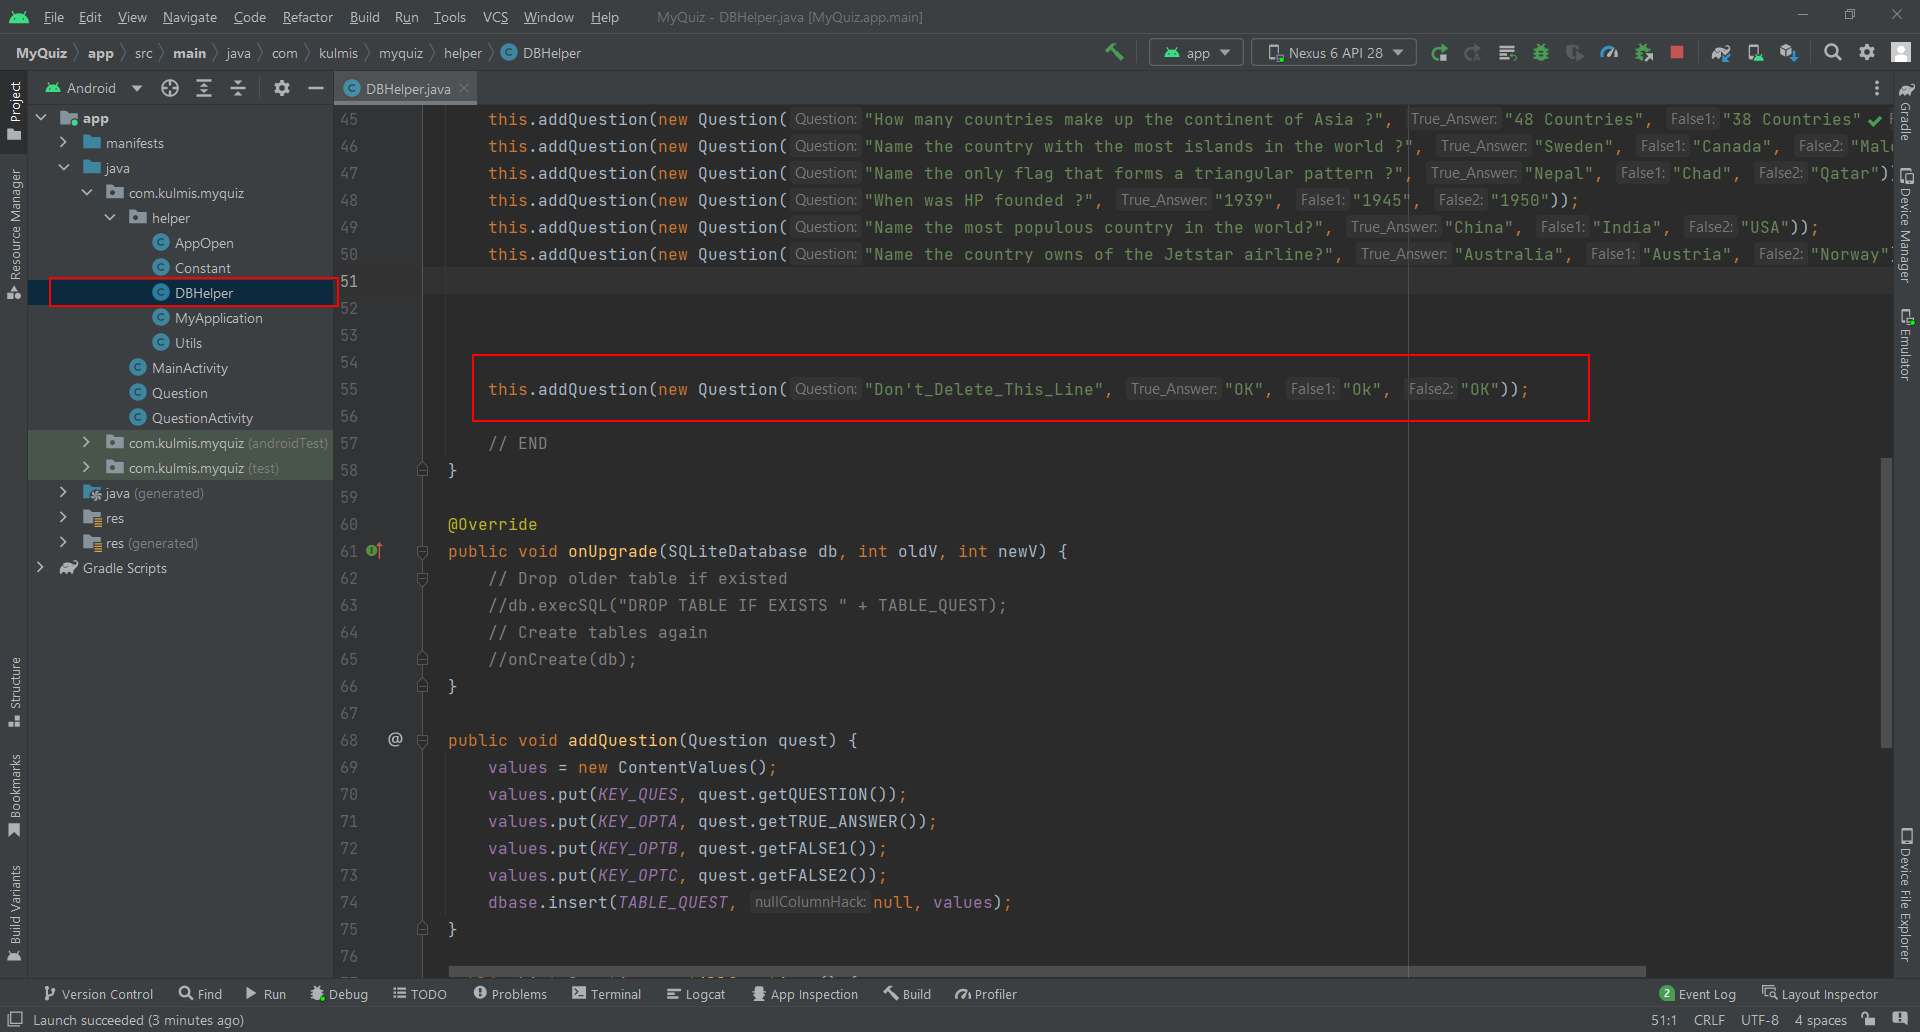 File Edit View Navigate Code Refactor Build Run Tools VCS Window Help MyQuiz - DBHelper.java [MyQuiz.app.main]
MyQuiz app src main java com kulmis myquiz helper DBHelper app Nexus 6 API 28
Android
DBHelper.java
Project
Resource Manager
Structure
Bookmarks
Build Variants
app
manifests
java
com.kulmis.myquiz
helper
AppOpen
Constant
DBHelper
MyApplication
Utils
MainActivity
Question
QuestionActivity
com.kulmis.myquiz (androidTest)
com.kulmis.myquiz (test)
java (generated)
res
res (generated)
Gradle Scripts
45 this.addQuestion(new Question( Question: "How many countries make up the continent of Asia ?", True_Answer: "48 Countries", False1: "38 Countries"
46 this.addQuestion(new Question( Question: "Name the country with the most islands in the world ?", True_Answer: "Sweden", False1: "Canada", False2: "Mald
47 this.addQuestion(new Question( Question: "Name the only flag that forms a triangular pattern ?", True_Answer: "Nepal", False1: "Chad", False2: "Qatar")
48 this.addQuestion(new Question( Question: "When was HP founded ?", True_Answer: "1939", False1: "1945", False2: "1950"));
49 this.addQuestion(new Question( Question: "Name the most populous country in the world?", True_Answer: "China", False1: "India", False2: "USA"));
50 this.addQuestion(new Question( Question: "Name the country owns of the Jetstar airline?", True_Answer: "Australia", False1: "Austria", False2: "Norway"
51
52
53
54
55 this.addQuestion(new Question( Question: "Don't_Delete_This_Line", True_Answer: "OK", False1: "Ok", False2: "OK"));
56
57 // END
58 }
59
60 @Override
61 public void onUpgrade(SQLiteDatabase db, int oldV, int newV) {
62 // Drop older table if existed
63 //db.execSQL("DROP TABLE IF EXISTS " + TABLE_QUEST);
64 // Create tables again
65 //onCreate(db);
66 }
67
68 @ public void addQuestion(Question quest) {
69 values = new ContentValues();
70 values.put(KEY_QUES, quest.getQUESTION());
71 values.put(KEY_OPTA, quest.getTRUE_ANSWER());
72 values.put(KEY_OPTB, quest.getFALSE1());
73 values.put(KEY_OPTC, quest.getFALSE2());
74 dbase.insert(TABLE_QUEST, nullColumnHack: null, values);
75 }
76
Gradle
Device Manager
Emulator
Device File Explorer
Version Control Find Run Debug TODO Problems Terminal Logcat App Inspection Build Profiler 2 Event Log Layout Inspector
Launch succeeded (3 minutes ago) 51:1 CRLF UTF-8 4 spaces